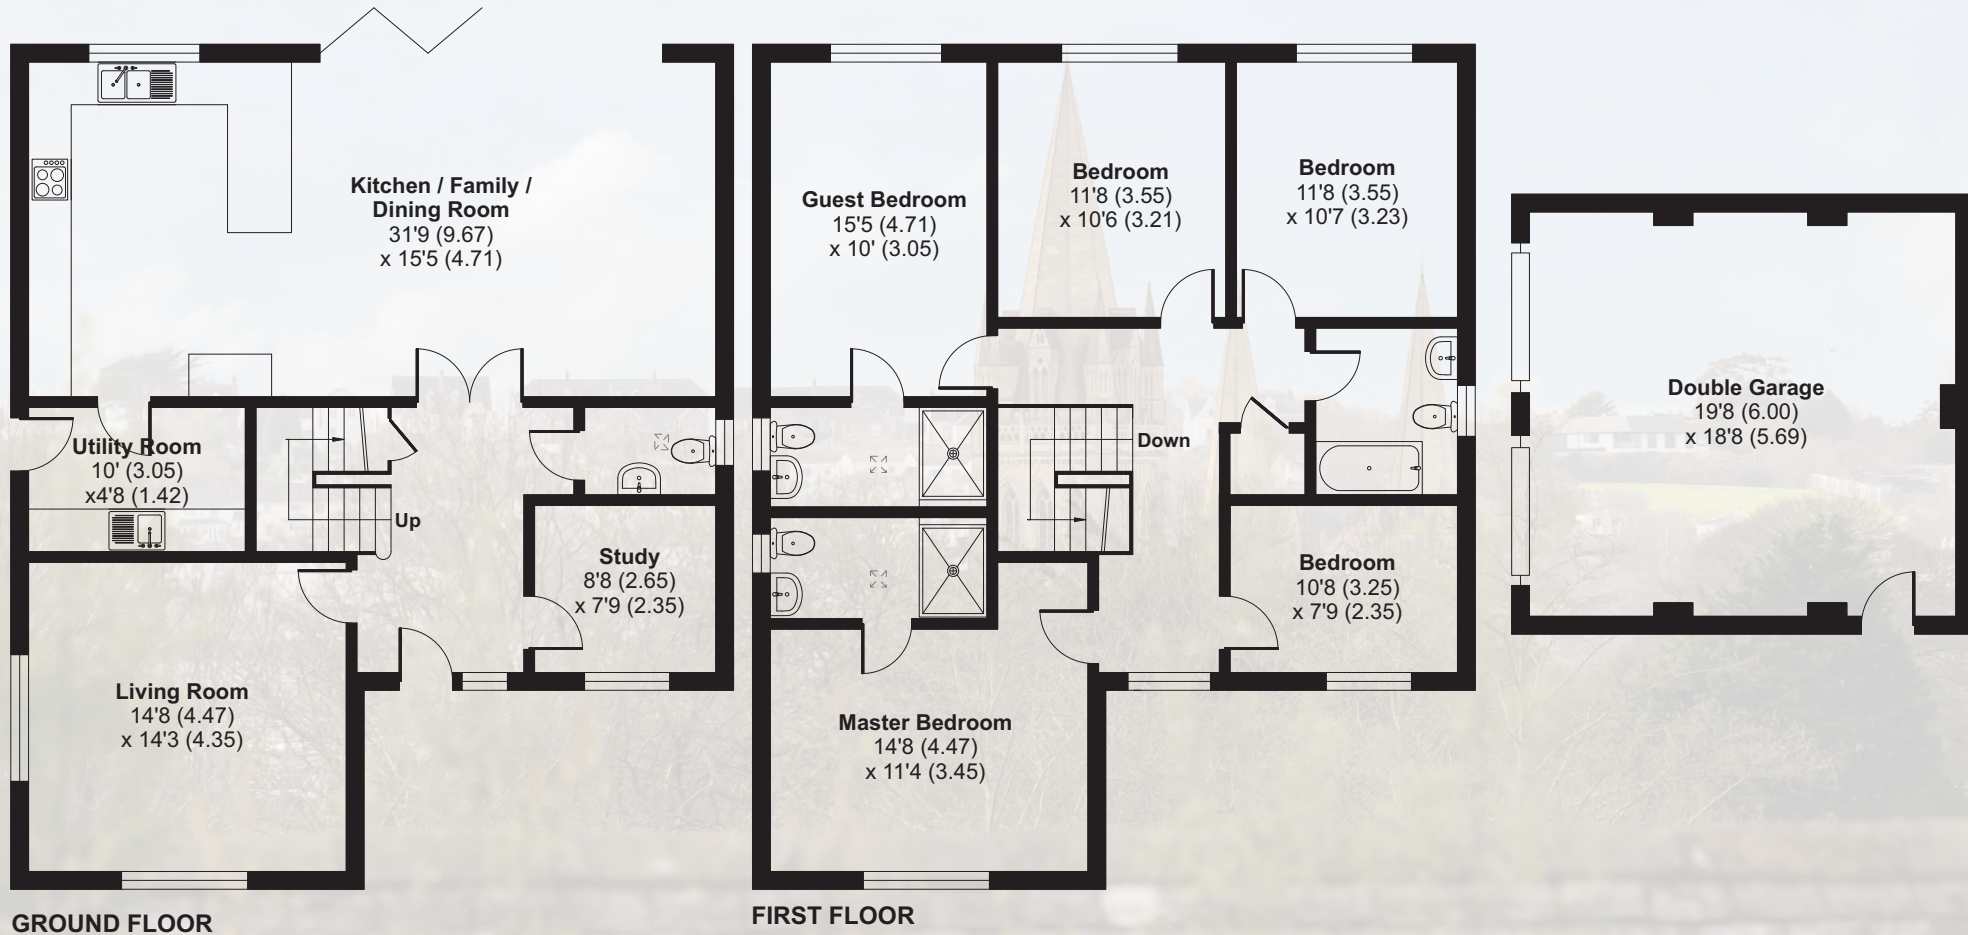 Kitchen / Family /
Dining Room
31'9 (9.67)
x 15'5 (4.71)
Utility Room
10' (3.05)
x4'8 (1.42)
Up
Study
8'8 (2.65)
x 7'9 (2.35)
Living Room
14'8 (4.47)
x 14'3 (4.35)
GROUND FLOOR
Guest Bedroom
15'5 (4.71)
x 10' (3.05)
Bedroom
11'8 (3.55)
x 10'6 (3.21)
Bedroom
11'8 (3.55)
x 10'7 (3.23)
Down
Bedroom
10'8 (3.25)
x 7'9 (2.35)
Master Bedroom
14'8 (4.47)
x 11'4 (3.45)
FIRST FLOOR
Double Garage
19'8 (6.00)
x 18'8 (5.69)